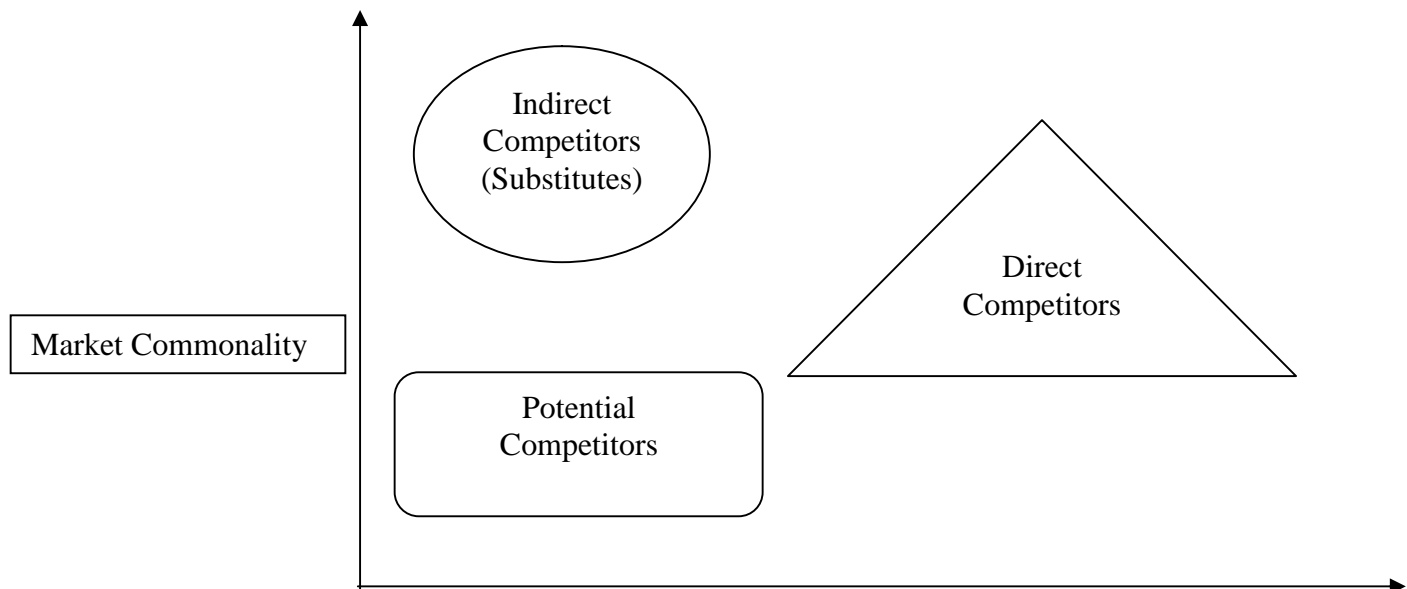 Indirect
Competitors
(Substitutes)
Direct
Competitors
Market Commonality
Potential
Competitors